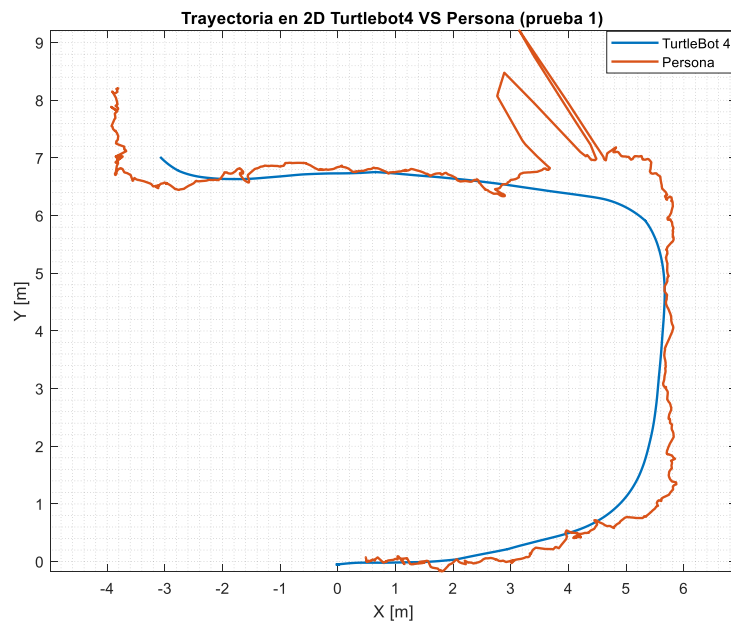 Trayectoria en 2D Turtlebot4 VS Persona (prueba 1)
TurtleBot 4
Persona
9
8
7
6
5
4
3
2
1
0
Y [m]
-4 -3 -2 -1 0 1 2 3 4 5 6
X [m]